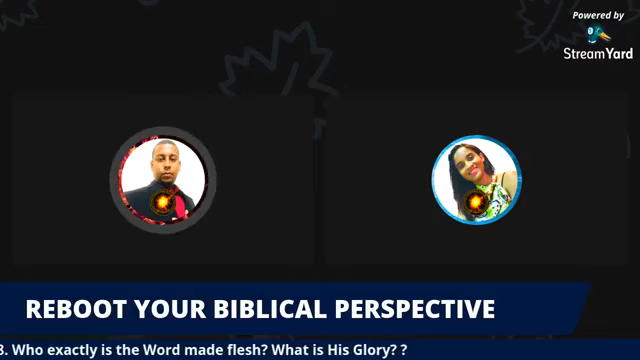 Powered by
StreamYard
REBOOT YOUR BIBLICAL PERSPECTIVE
3. Who exactly is the Word made flesh? What is His Glory? ?